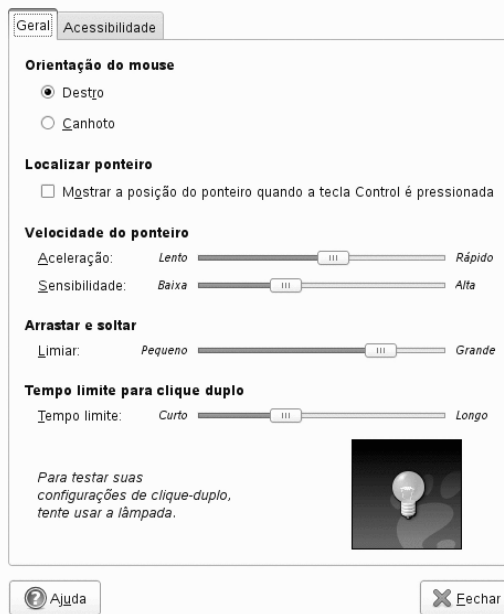 Geral Acessibilidade
Orientação do mouse
Destro
Canhoto
Localizar ponteiro
Mostrar a posição do ponteiro quando a tecla Control é pressionada
Velocidade do ponteiro
Aceleração: Lento Rápido
Sensibilidade: Baixa Alta
Arrastar e soltar
Limiar: Pequeno Grande
Tempo limite para clique duplo
Tempo limite: Curto Longo
Para testar suas
configurações de clique-duplo,
tente usar a lâmpada.
Ajuda Fechar